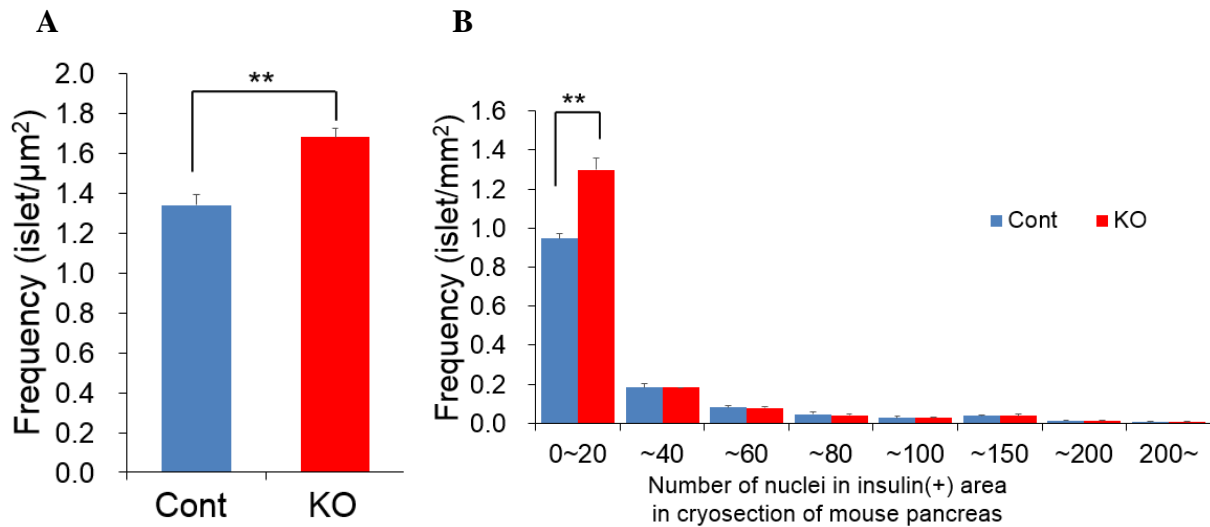 A
Frequency (islet/µm²)
2.0
1.8
1.6
1.4
1.2
1.0
0.8
0.6
0.4
0.2
0.0
**
Cont
KO
B
Frequency (islet/mm²)
1.6
1.4
1.2
1.0
0.8
0.6
0.4
0.2
0.0
**
Cont
KO
0~20 ~40 ~60 ~80 ~100 ~150 ~200 200~
Number of nuclei in insulin(+) area
in cryosection of mouse pancreas